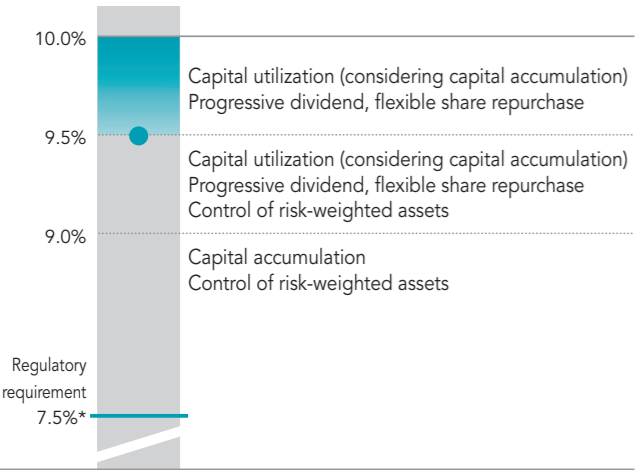 10.0%
Capital utilization (considering capital accumulation)
Progressive dividend, flexible share repurchase
9.5%
Capital utilization (considering capital accumulation)
Progressive dividend, flexible share repurchase
Control of risk-weighted assets
9.0%
Capital accumulation
Control of risk-weighted assets
Regulatory
requirement
7.5%*